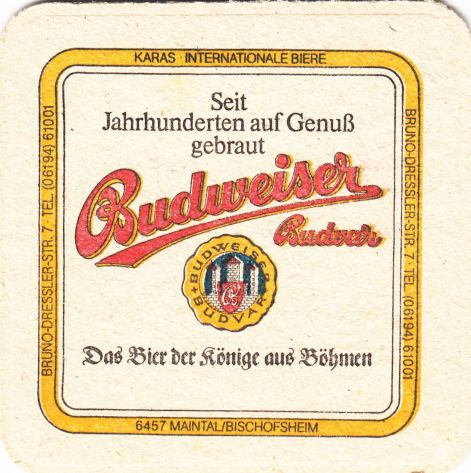 KARAS · INTERNATIONALE BIERE
Seit
Jahrhunderten auf Genuß
gebraut
Budweiser
Budvar
BUDWEISER
BUDVAR
Das Bier der Könige aus Böhmen
BRUNO-DRESSLER-STR. 7 · TEL. (06194) 61001
BRUNO-DRESSLER-STR. 7 · TEL. (06194) 61001
6457 MAINTAL/BISCHOFSHEIM